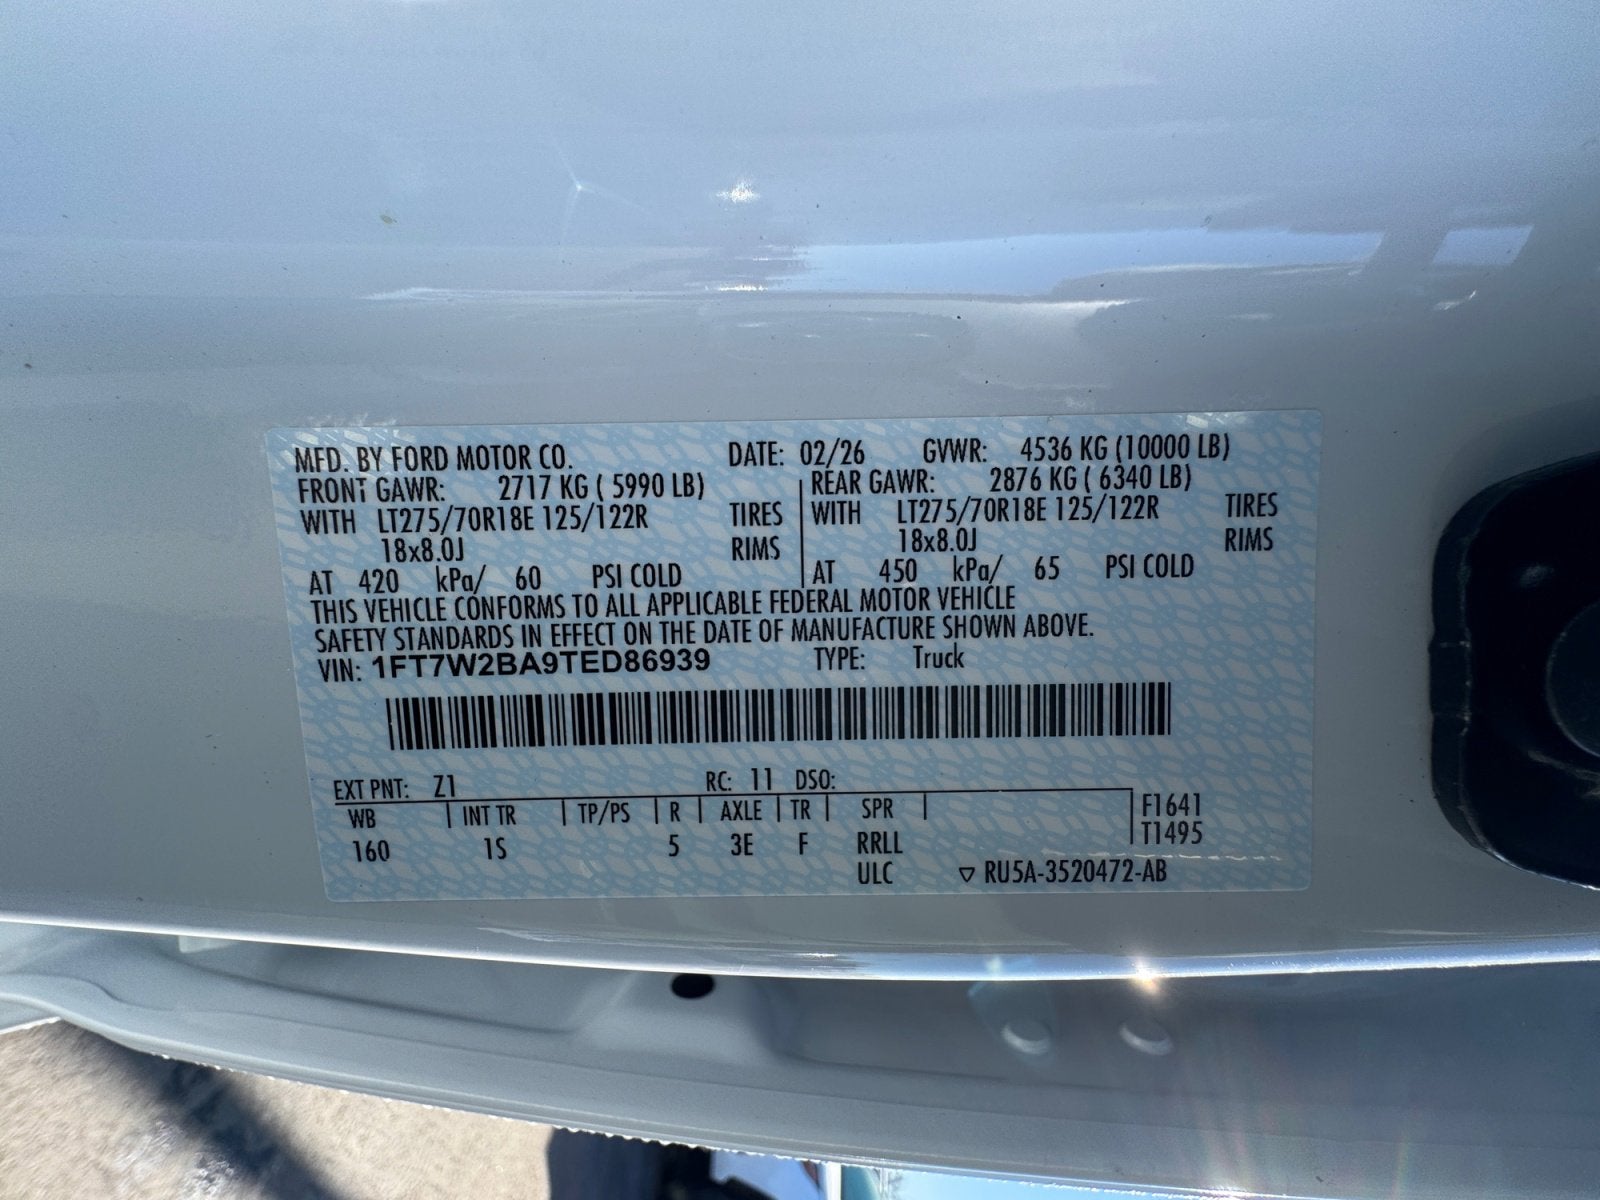 MFD. BY FORD MOTOR CO. DATE: 02/26 GVWR: 4536 KG (10000 LB)
FRONT GAWR: 2717 KG ( 5990 LB) REAR GAWR: 2876 KG ( 6340 LB)
WITH LT275/70R18E 125/122R TIRES WITH LT275/70R18E 125/122R TIRES
18x8.0J RIMS 18x8.0J RIMS
AT 420 kPa/ 60 PSI COLD AT 450 kPa/ 65 PSI COLD
THIS VEHICLE CONFORMS TO ALL APPLICABLE FEDERAL MOTOR VEHICLE
SAFETY STANDARDS IN EFFECT ON THE DATE OF MANUFACTURE SHOWN ABOVE.
VIN: 1FT7W2BA9TED86939 TYPE: Truck
EXT PNT: Z1 RC: 11 DSO:
WB INT TR TP/PS R AXLE TR SPR F1641
T1495
160 1S 5 3E F RRLL
ULC ▽ RU5A-3520472-AB